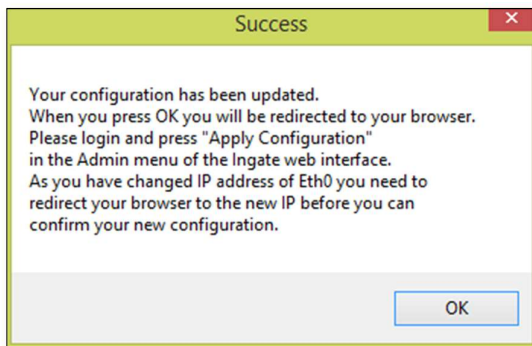 Success
Your configuration has been updated.
When you press OK you will be redirected to your browser.
Please login and press "Apply Configuration"
in the Admin menu of the Ingate web interface.
As you have changed IP address of Eth0 you need to
redirect your browser to the new IP before you can
confirm your new configuration.
OK